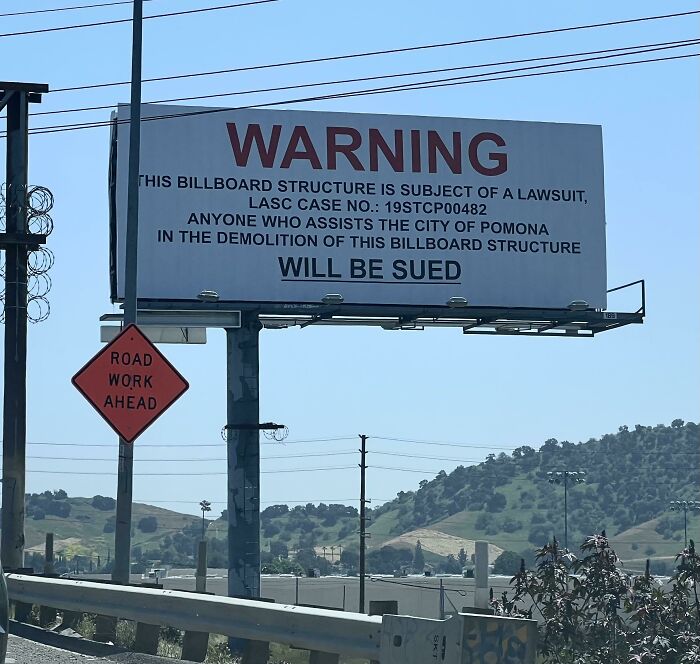 WARNING
THIS BILLBOARD STRUCTURE IS SUBJECT OF A LAWSUIT,
LASC CASE NO.: 19STCP00482
ANYONE WHO ASSISTS THE CITY OF POMONA
IN THE DEMOLITION OF THIS BILLBOARD STRUCTURE
WILL BE SUED
ROAD
WORK
AHEAD